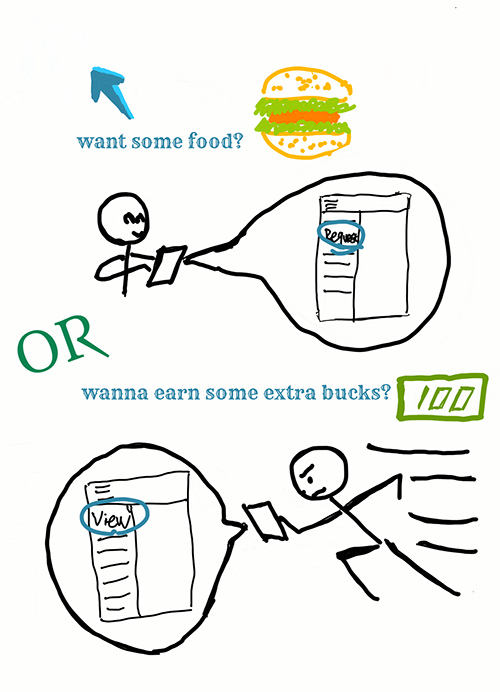 want some food?
Request
OR
wanna earn some extra bucks?
100
View